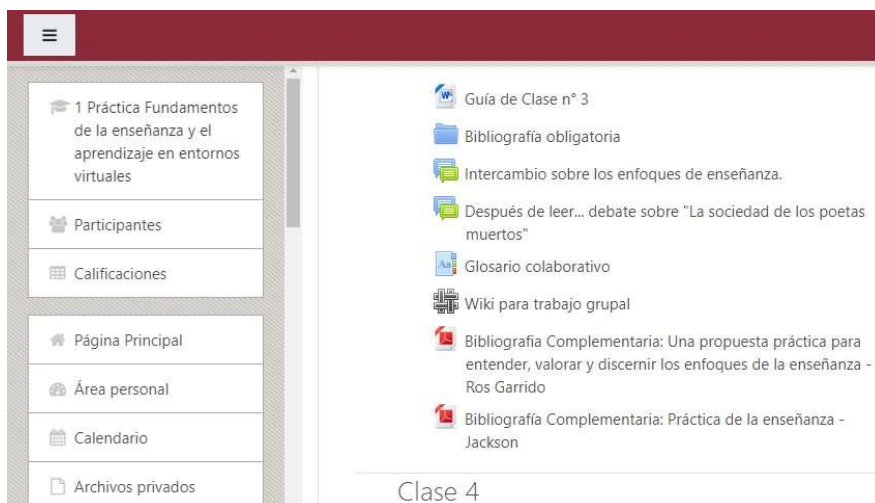 1 Práctica Fundamentos
de la enseñanza y el
aprendizaje en entornos
virtuales
Participantes
Calificaciones
Página Principal
Área personal
Calendario
Archivos privados
Guía de Clase n° 3
Bibliografía obligatoria
Intercambio sobre los enfoques de enseñanza.
Después de leer... debate sobre "La sociedad de los poetas
muertos"
Glosario colaborativo
Wiki para trabajo grupal
Bibliografia Complementaria: Una propuesta práctica para
entender, valorar y discernir los enfoques de la enseñanza -
Ros Garrido
Bibliografía Complementaria: Práctica de la enseñanza -
Jackson
Clase 4